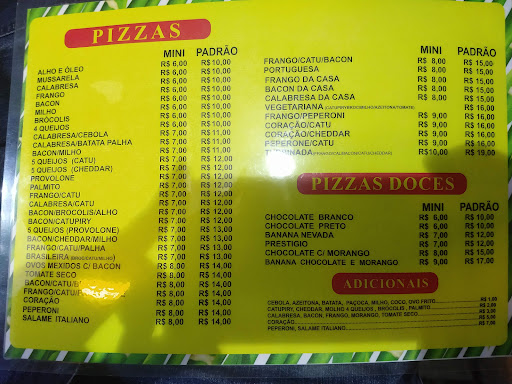 PIZZAS
MINI PADRÃO
ALHO E ÓLEO R$ 6,00 R$ 10,00
MUSSARELA R$ 6,00 R$ 10,00
CALABRESA R$ 6,00 R$ 10,00
FRANGO R$ 6,00 R$ 10,00
BACON R$ 6,00 R$ 10,00
MILHO R$ 6,00 R$ 10,00
BRÓCOLIS R$ 6,00 R$ 10,00
4 QUEIJOS R$ 7,00 R$ 11,00
CALABRESA/CEBOLA R$ 7,00 R$ 11,00
CALABRESA/BATATA PALHA R$ 7,00 R$ 11,00
BACON/MILHO R$ 7,00 R$ 12,00
5 QUEIJOS (CATU) R$ 7,00 R$ 12,00
5 QUEIJOS (CHEDDAR) R$ 7,00 R$ 12,00
PROVOLONE R$ 7,00 R$ 12,00
PALMITO R$ 7,00 R$ 12,00
FRANGO/CATU R$ 7,00 R$ 12,00
CALABRESA/CATU R$ 7,00 R$ 12,00
BACON/BROCOLIS/ALHO R$ 7,00 R$ 12,00
BACON/CATUPIRY R$ 7,00 R$ 13,00
5 QUEIJOS (PROVOLONE) R$ 7,00 R$ 13,00
BACON/CHEDDAR/MILHO R$ 7,00 R$ 13,00
FRANGO/CATU/PALHA R$ 7,00 R$ 13,00
BRASILEIRA R$ 7,00 R$ 13,00
OVOS MEXIDOS C/ BACON R$ 8,00 R$ 14,00
TOMATE SECO R$ 8,00 R$ 14,00
BACON/CATU/ R$ 8,00 R$ 14,00
FRANGO/CATU/ R$ 8,00 R$ 14,00
CORAÇÃO R$ 8,00 R$ 14,00
PEPERONI R$ 8,00 R$ 14,00
SALAME ITALIANO R$ 8,00 R$ 14,00
MINI PADRÃO
FRANGO/CATU/BACON R$ 8,00 R$ 15,00
PORTUGUESA R$ 8,00 R$ 15,00
FRANGO DA CASA R$ 8,00 R$ 15,00
BACON DA CASA R$ 8,00 R$ 15,00
CALABRESA DA CASA R$ 8,00 R$ 15,00
VEGETARIANA R$ 16,00
FRANGO/PEPERONI R$ 9,00 R$ 16,00
CORAÇÃO/CATU R$ 9,00 R$ 16,00
CORAÇÃO/CHEDDAR R$ 9,00 R$ 16,00
PEPERONE/CATU R$ 9,00 R$ 16,00
R$10,00 R$ 19,00
PIZZAS DOCES
MINI PADRÃO
CHOCOLATE BRANCO R$ 6,00 R$ 10,00
CHOCOLATE PRETO R$ 6,00 R$ 10,00
BANANA NEVADA R$ 7,00 R$ 12,00
PRESTIGIO R$ 7,00 R$ 12,00
CHOCOLATE C/ MORANGO R$ 8,00 R$ 15,00
BANANA CHOCOLATE E MORANGO R$ 9,00 R$ 17,00
ADICIONAIS
CEBOLA, AZEITONA, BATATA, PAÇOCA, MILHO, COCO, OVO FRITO R$ 1,00
CATUPIRY, CHEDDAR, MOLHO 4 QUEIJOS, BRÓCOLIS, PALMITO R$ 2,00
CALABRESA, BACON, FRANGO, MORANGO, TOMATE SECO R$ 3,00
CORAÇÃO R$ 5,00
PEPERONI, SALAME ITALIANO R$ 7,00